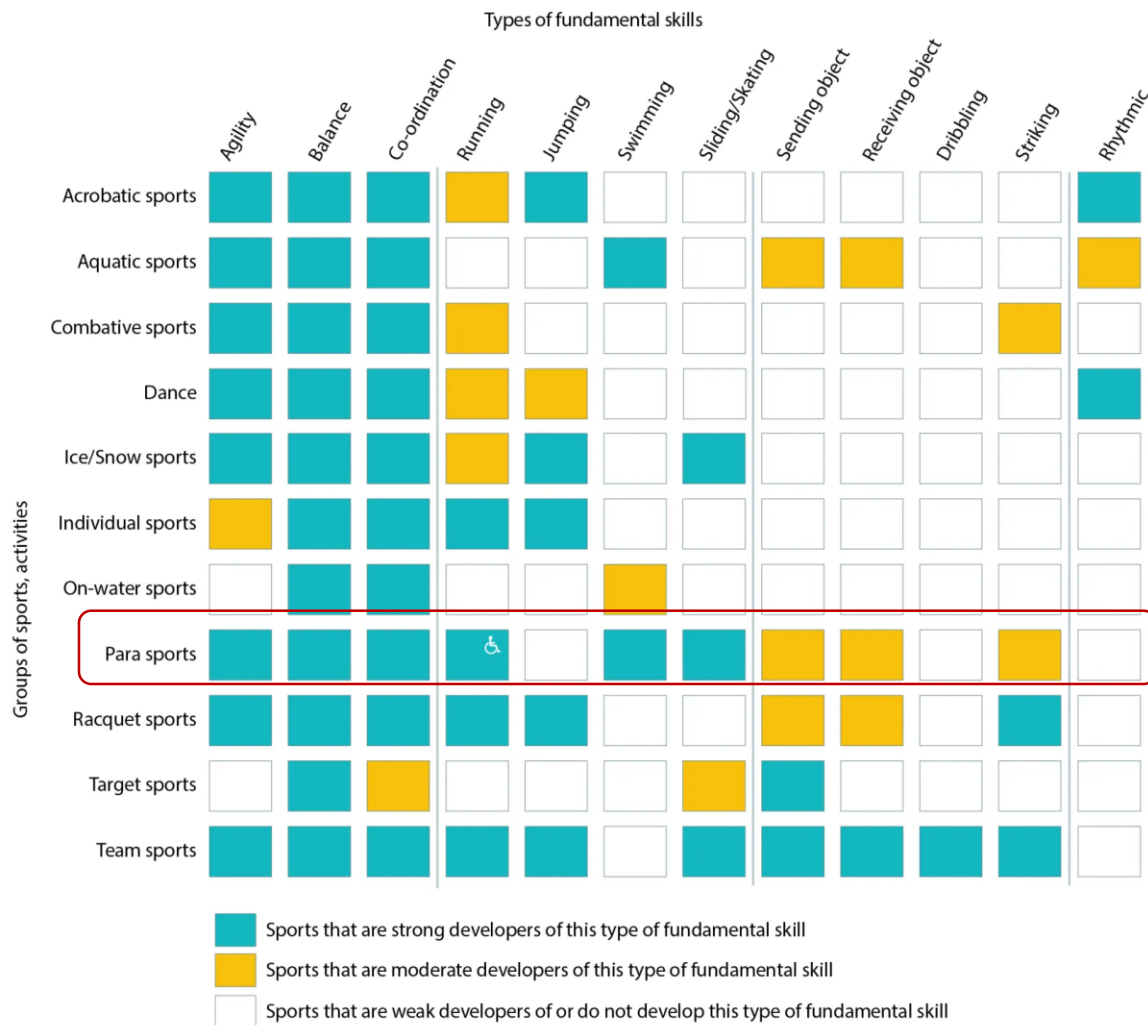 Types of fundamental skills
Agility
Balance
Co-ordination
Running
Jumping
Swimming
Sliding/Skating
Sending object
Receiving object
Dribbling
Striking
Rhythmic
Groups of sports, activities
Acrobatic sports
Aquatic sports
Combative sports
Dance
Ice/Snow sports
Individual sports
On-water sports
Para sports
Racquet sports
Target sports
Team sports
Sports that are strong developers of this type of fundamental skill
Sports that are moderate developers of this type of fundamental skill
Sports that are weak developers of or do not develop this type of fundamental skill